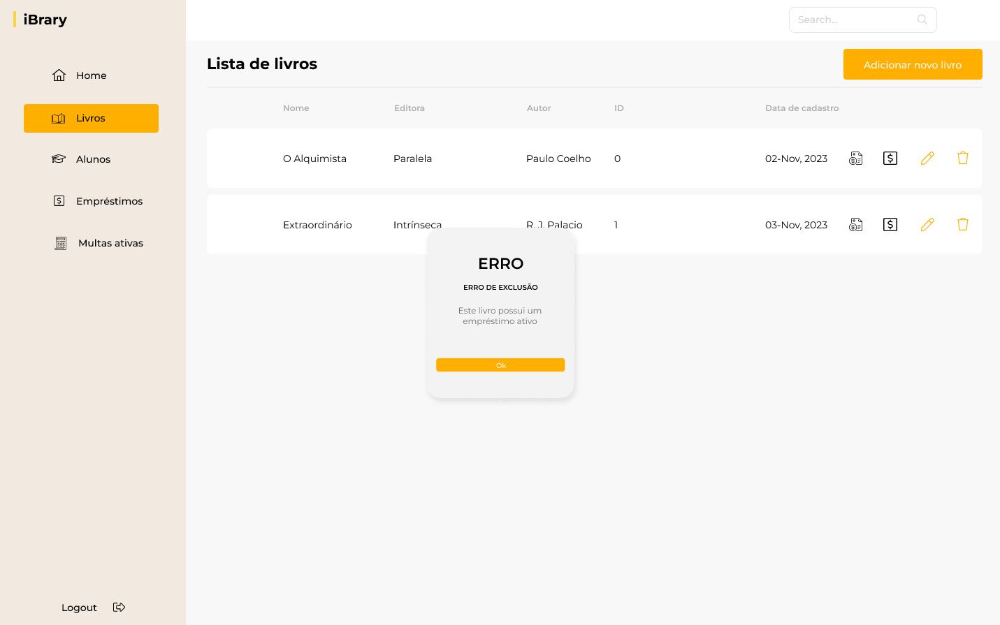 iBrary
Search...
Home
Livros
Alunos
Empréstimos
Multas ativas
Logout
Lista de livros
Adicionar novo livro
Nome Editora Autor ID Data de cadastro
O Alquimista Paralela Paulo Coelho 0 02-Nov, 2023
Extraordinário Intrínseca R. J. Palacio 1 03-Nov, 2023
ERRO
ERRO DE EXCLUSÃO
Este livro possui um
empréstimo ativo
Ok